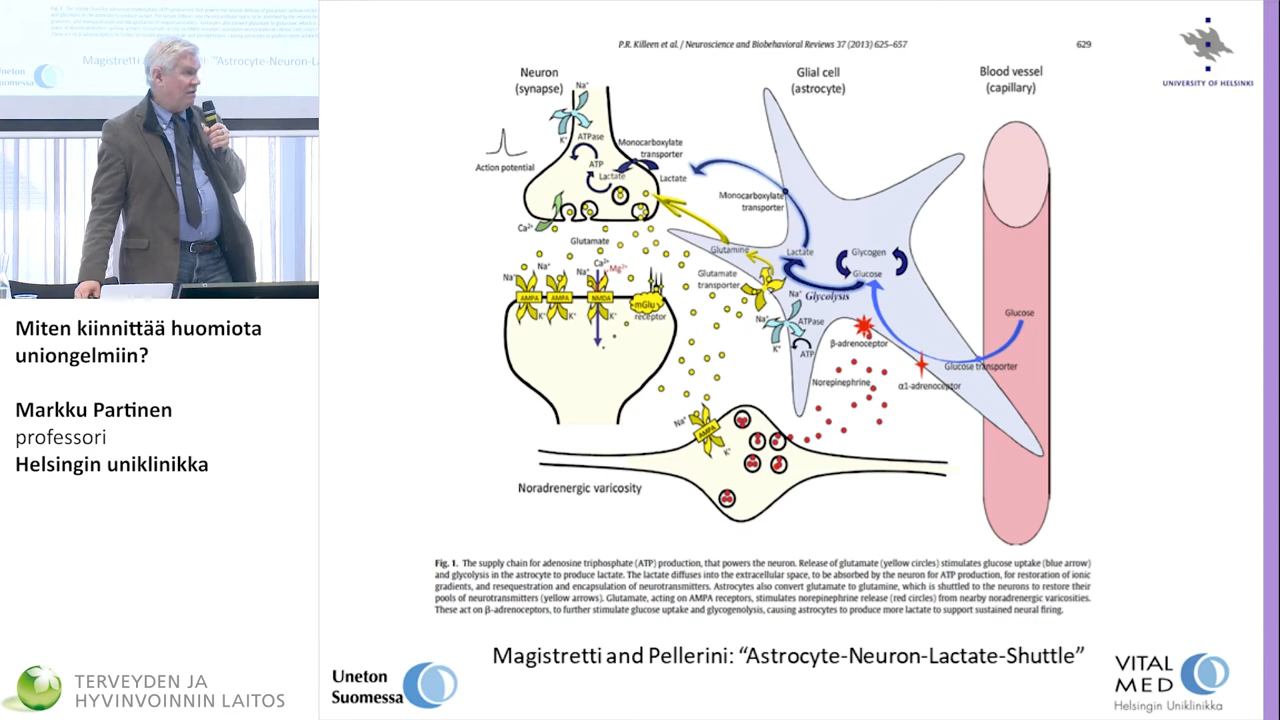 Magistretti
"Astrocyte-Neuron-La
Uneton
Suomessa
Miten kiinnittää huomiota
uniongelmiin?
Markku Partinen
professori
Helsingin uniklinikka
TERVEYDEN JA
HYVINVOINNIN LAITOS
P.R. Killeen et al. / Neuroscience and Biobehavioral Reviews 37 (2013) 625–657
629
UNIVERSITY OF HELSINKI
Neuron
(synapse)
Glial cell
(astrocyte)
Blood vessel
(capillary)
Na⁺
ATPase
K⁺
Action potential
ATP
Lactate
Monocarboxylate
transporter
Lactate
Monocarboxylate
transporter
Ca²⁺
Glutamate
Glutamine
Lactate
Glycogen
Glucose
Glycolysis
Glutamate
transporter
Na⁺
Na⁺
Na⁺
Ca²⁺
Mg²⁺
AMPA
AMPA
NMDA
mGlu
receptor
K⁺
K⁺
K⁺
Na⁺
Na⁺
ATPase
K⁺
ATP
β-adrenoceptor
Glucose
Glucose transporter
Norepinephrine
α1-adrenoceptor
Na⁺
AMPA
K⁺
Noradrenergic varicosity
Fig. 1. The supply chain for adenosine triphosphate (ATP) production, that powers the neuron. Release of glutamate (yellow circles) stimulates glucose uptake (blue arrow)
and glycolysis in the astrocyte to produce lactate. The lactate diffuses into the extracellular space, to be absorbed by the neuron for ATP production, for restoration of ionic
gradients, and resequestration and encapsulation of neurotransmitters. Astrocytes also convert glutamate to glutamine, which is shuttled to the neurons to restore their
pools of neurotransmitters (yellow arrows). Glutamate, acting on AMPA receptors, stimulates norepinephrine release (red circles) from nearby noradrenergic varicosities.
These act on β-adrenoceptors, to further stimulate glucose uptake and glycogenolysis, causing astrocytes to produce more lactate to support sustained neural firing.
Magistretti and Pellerini: “Astrocyte-Neuron-Lactate-Shuttle”
Uneton
Suomessa
VITAL
MED
Helsingin Uniklinikka